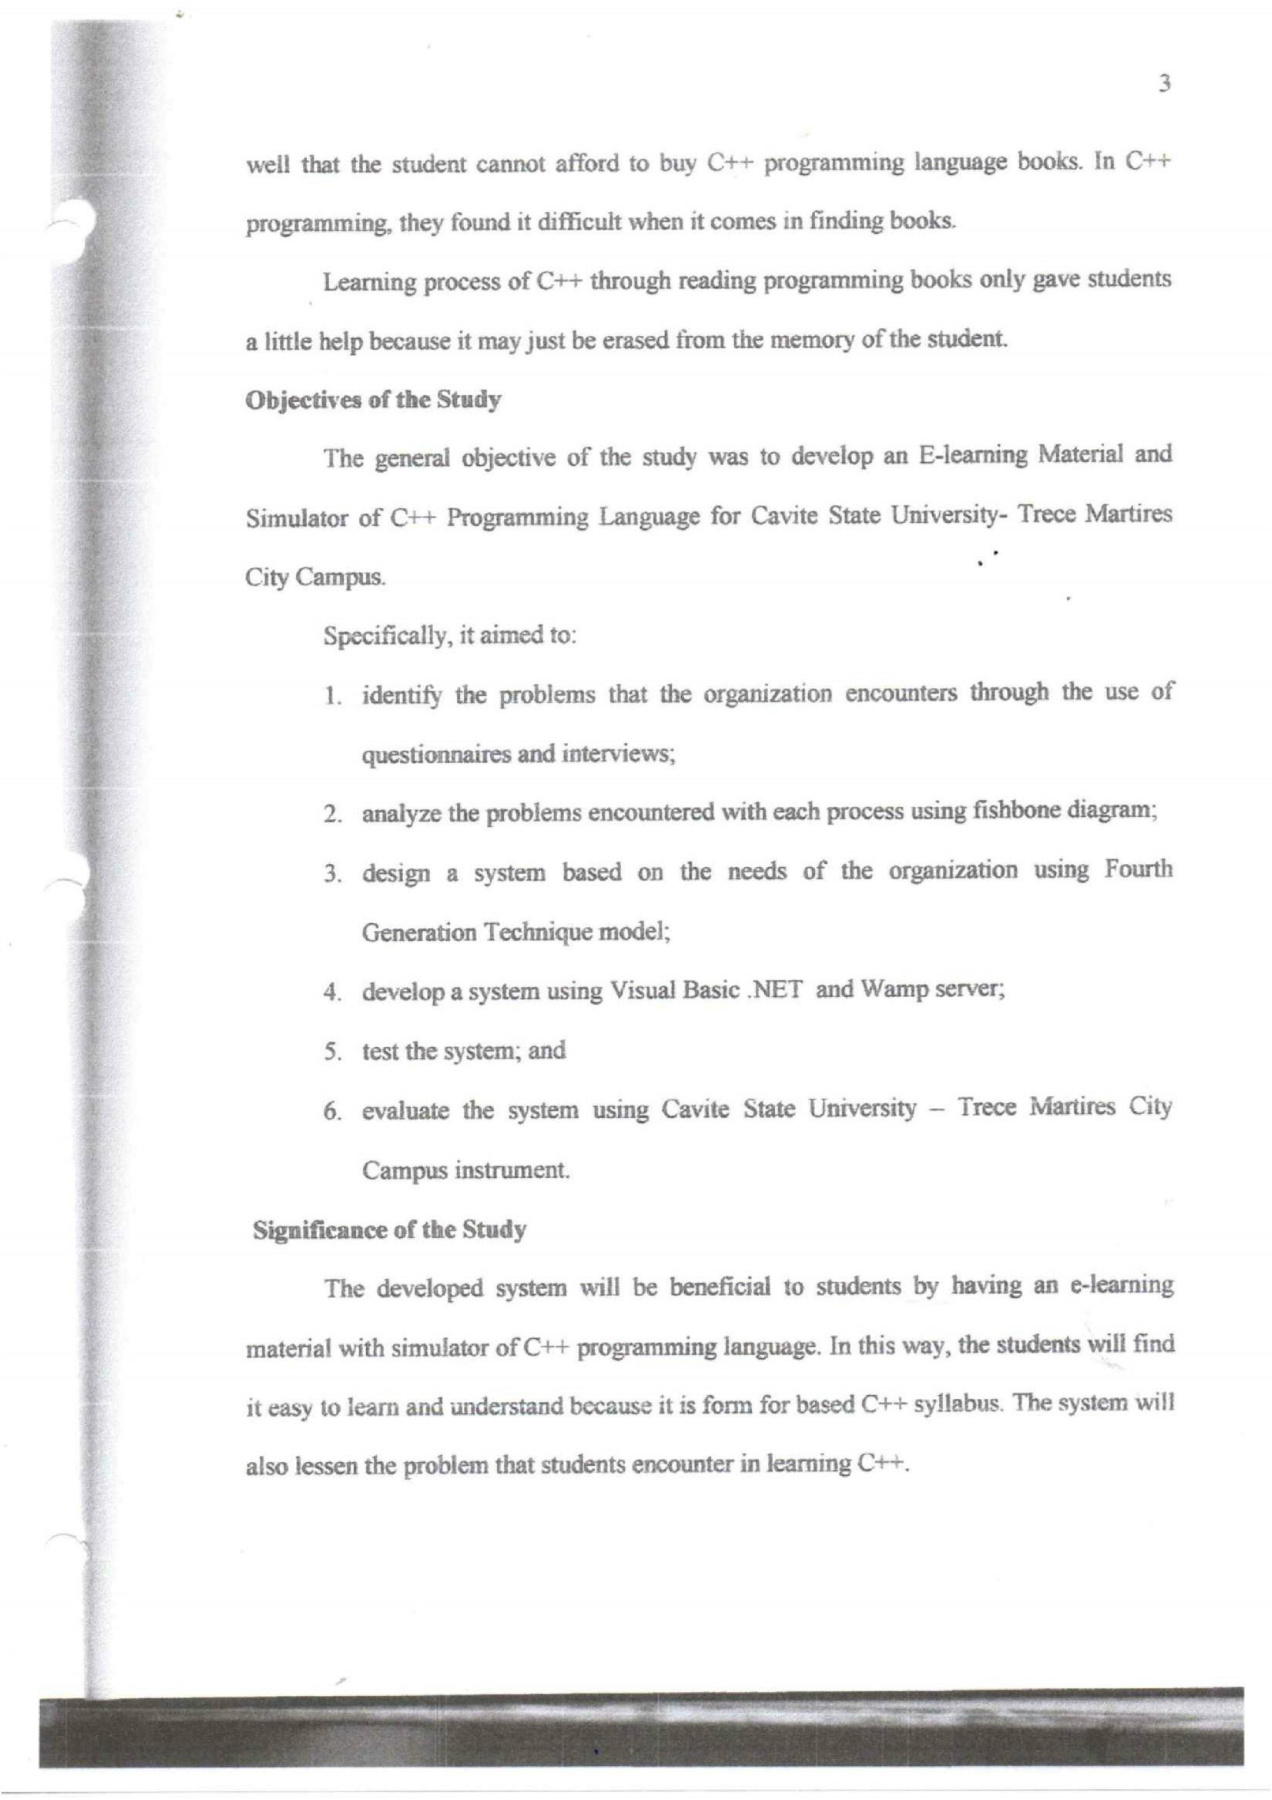 3
well that the student cannot afford to buy C++ programming language books. In C++
programming, they found it difficult when it comes in finding books.
Learning process of C++ through reading programming books only gave students
a little help because it may just be erased from the memory of the student.
Objectives of the Study
The general objective of the study was to develop an E-learning Material and
Simulator of C++ Programming Language for Cavite State University- Trece Martires
City Campus.
Specifically, it aimed to:
1. identify the problems that the organization encounters through the use of
questionnaires and interviews;
2. analyze the problems encountered with each process using fishbone diagram;
3. design a system based on the needs of the organization using Fourth
Generation Technique model;
4. develop a system using Visual Basic .NET and Wamp server;
5. test the system; and
6. evaluate the system using Cavite State University – Trece Martires City
Campus instrument.
Significance of the Study
The developed system will be beneficial to students by having an e-learning
material with simulator of C++ programming language. In this way, the students will find
it easy to learn and understand because it is form for based C++ syllabus. The system will
also lessen the problem that students encounter in learning C++.